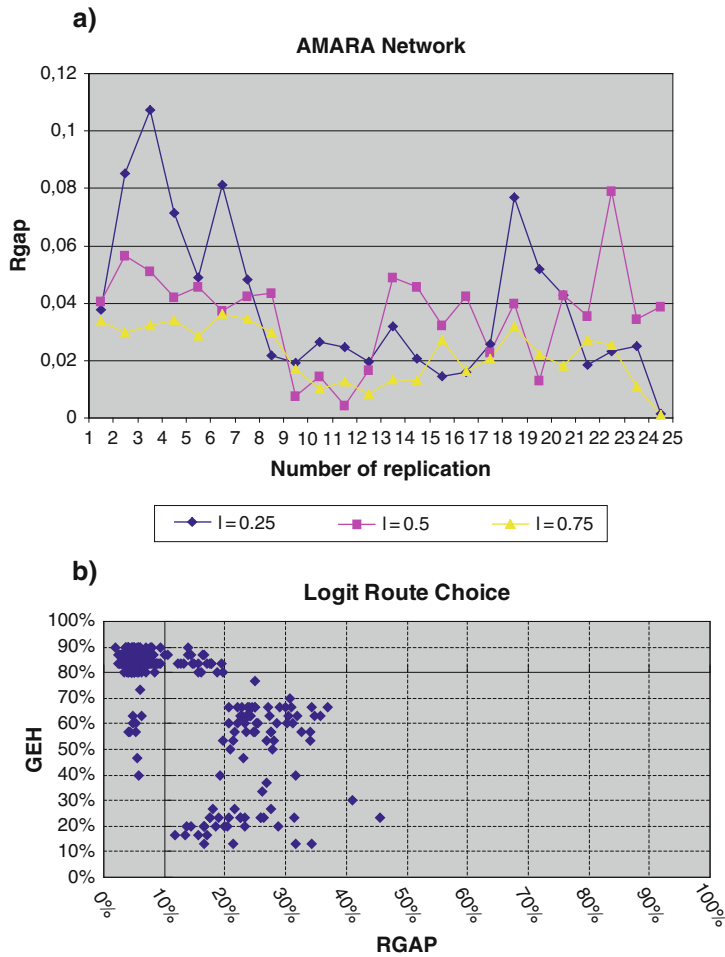 a)
AMARA Network
0,12
0,1
0,08
0,06
0,04
0,02
0
Rgap
1 2 3 4 5 6 7 8 9 10 11 12 13 14 15 16 17 18 19 20 21 22 23 24 25
Number of replication
l = 0.25 l = 0.5 l = 0.75
b)
Logit Route Choice
100%
90%
80%
70%
60%
50%
40%
30%
20%
10%
0%
GEH
0% 10% 20% 30% 40% 50% 60% 70% 80% 90% 100%
RGAP